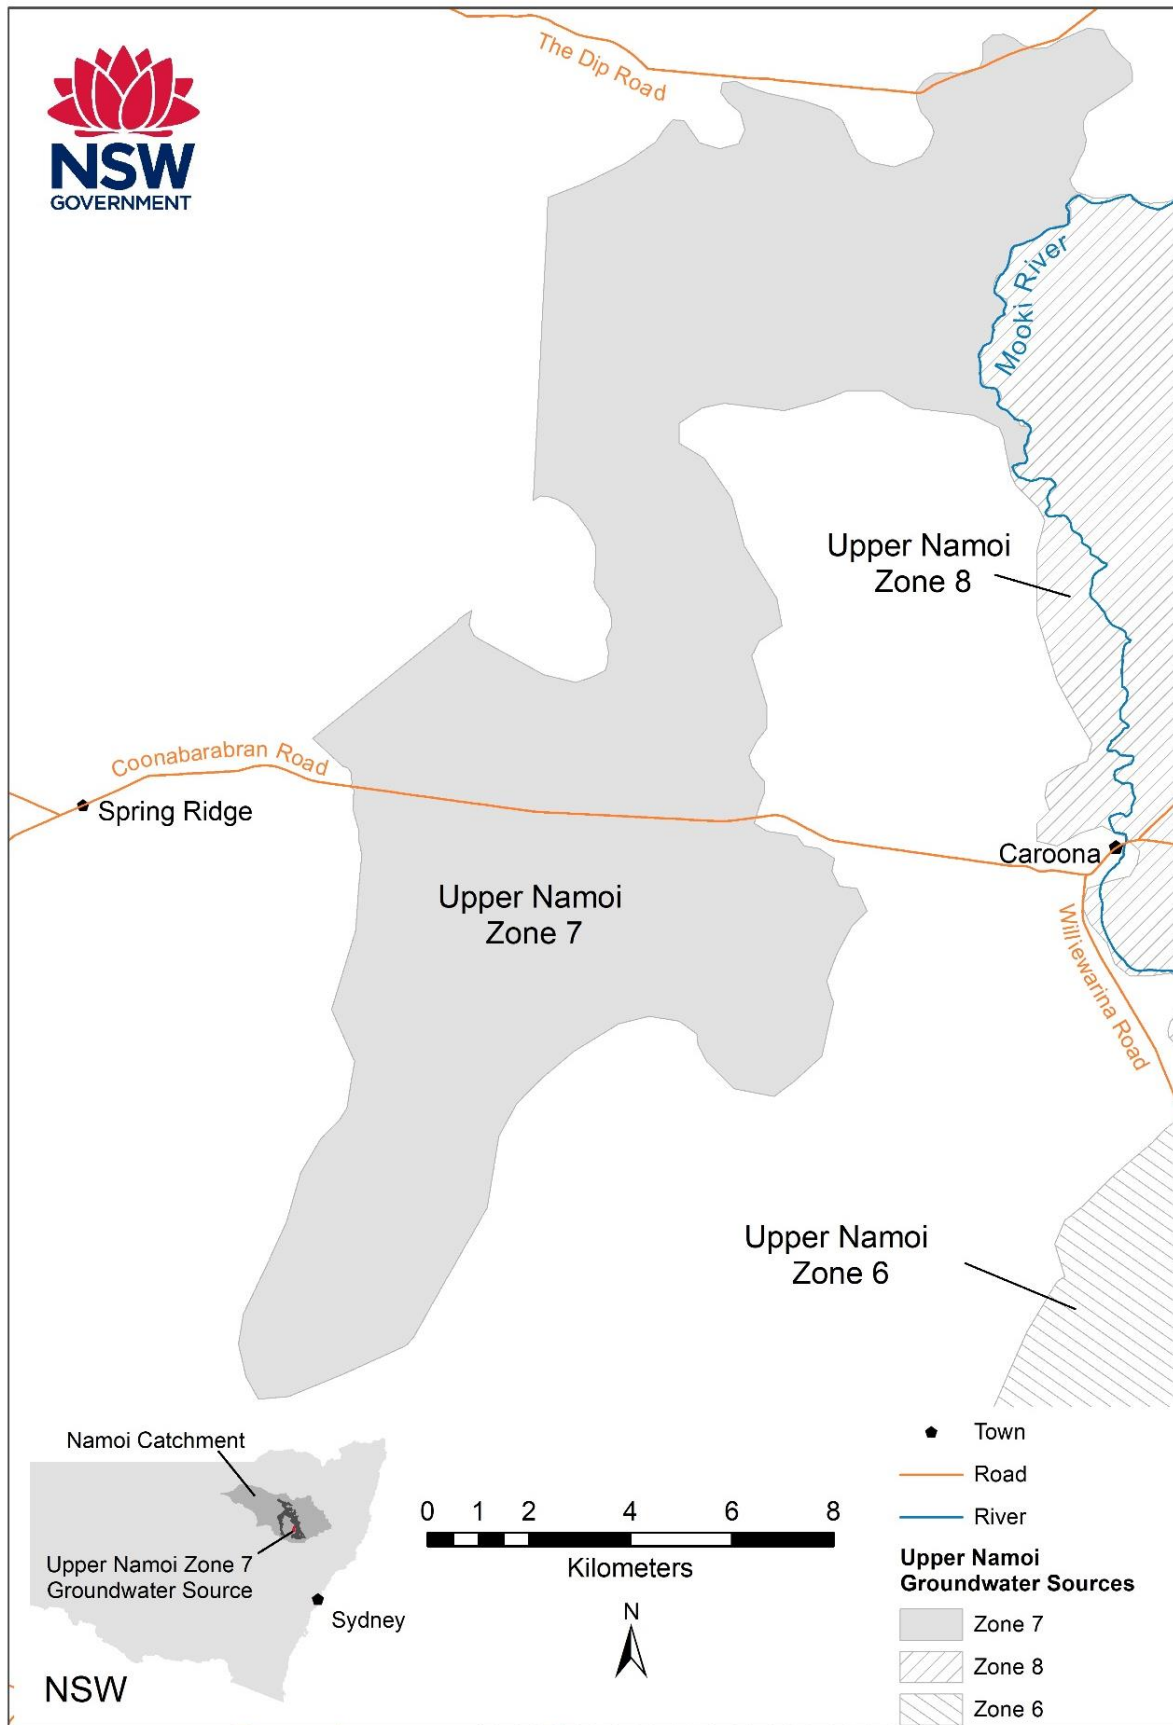 The Dip Road
NSW
GOVERNMENT
Mooki River
Upper Namoi
Zone 8
Coonabarabran Road
Spring Ridge
Caroona
Upper Namoi
Zone 7
Williewarina Road
Upper Namoi
Zone 6
Namoi Catchment
Upper Namoi Zone 7
Groundwater Source
Sydney
NSW
0 1 2 4 6 8
Kilometers
N
Town
Road
River
Upper Namoi
Groundwater Sources
Zone 7
Zone 8
Zone 6